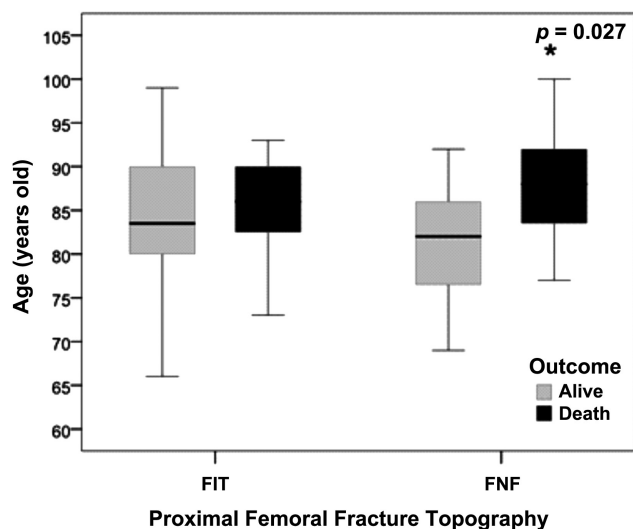 p = 0.027
*
105
100
95
90
85
80
75
70
65
60
Age (years old)
Outcome
Alive
Death
FIT
FNF
Proximal Femoral Fracture Topography